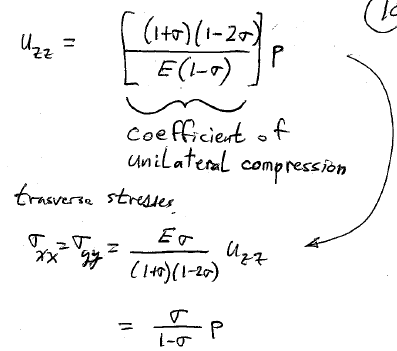 (10
u_zz = [ (1+σ)(1-2σ) / E(1-σ) ] p
coefficient of
unilateral compression
trasverse stresses
σ_xx = σ_yy = Eσ / (1+σ)(1-2σ) u_zz
= σ / 1-σ p